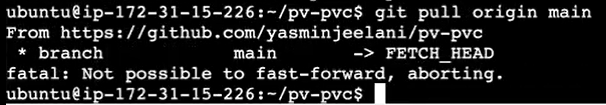 ubuntu@ip-172-31-15-226:~/pv-pvc$ git pull origin main
From https://github.com/yasminjeelani/pv-pvc
 * branch            main       -> FETCH_HEAD
fatal: Not possible to fast-forward, aborting.
ubuntu@ip-172-31-15-226:~/pv-pvc$